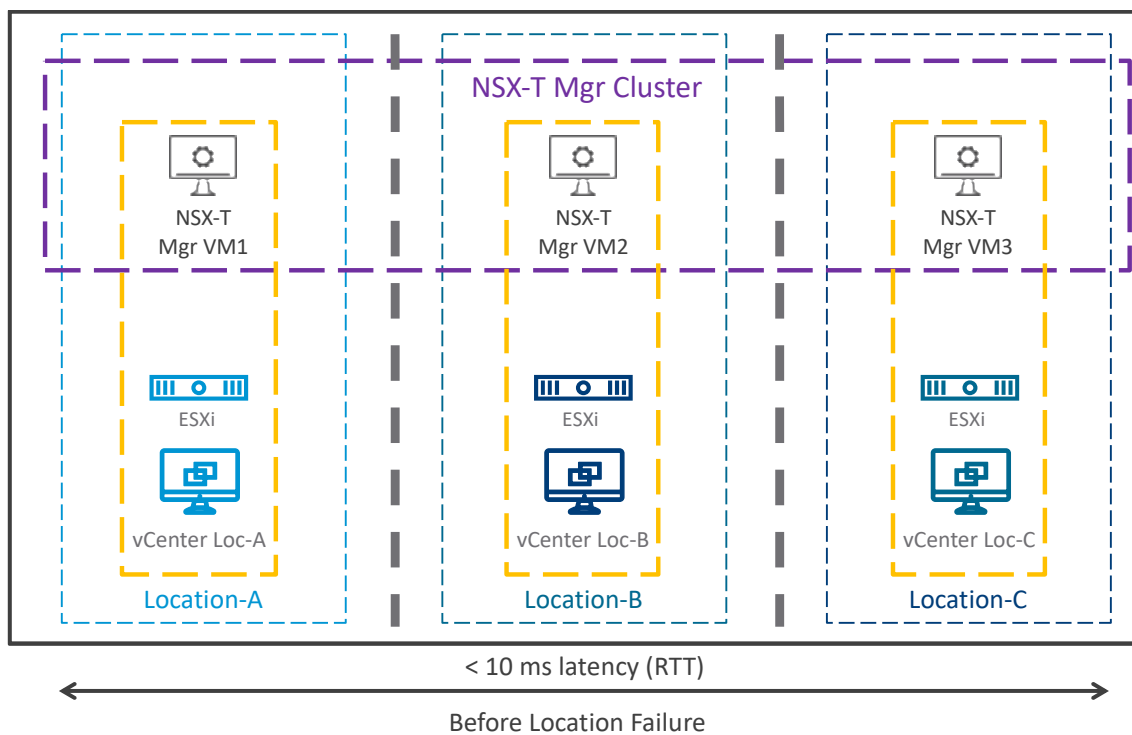 NSX-T Mgr Cluster
NSX-T
Mgr VM1
NSX-T
Mgr VM2
NSX-T
Mgr VM3
ESXi
ESXi
ESXi
vCenter Loc-A
vCenter Loc-B
vCenter Loc-C
Location-A
Location-B
Location-C
< 10 ms latency (RTT)
Before Location Failure